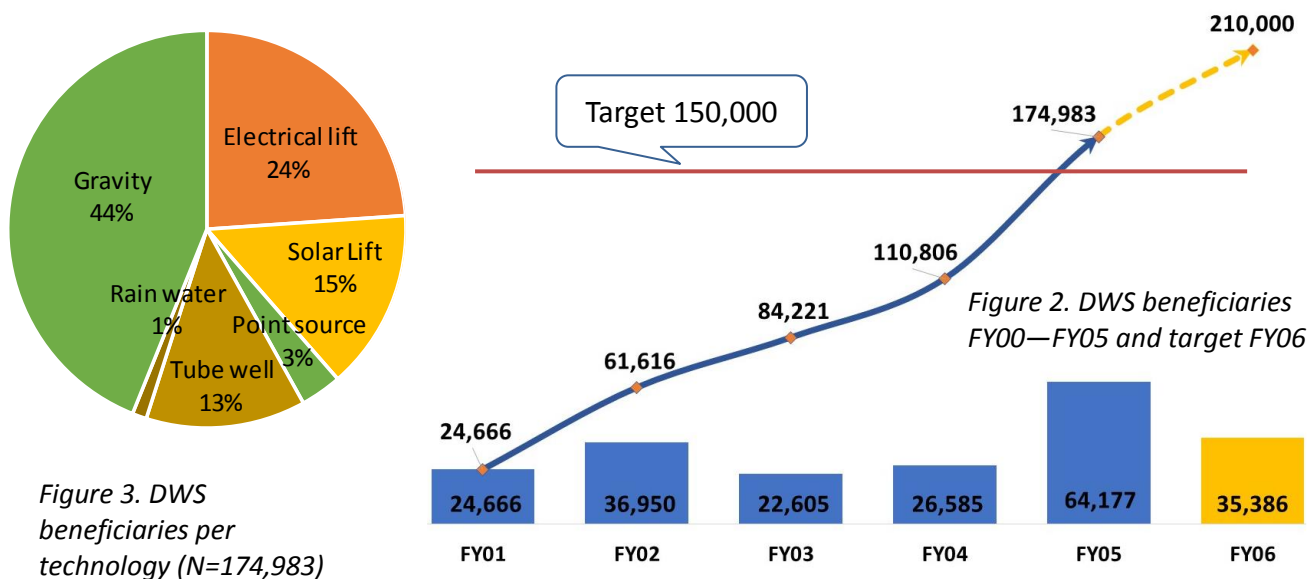 Electrical lift
24%
Solar Lift
15%
Point source
3%
Tube well
13%
Rain water
1%
Gravity
44%
Figure 3. DWS
beneficiaries per
technology (N=174,983)
Target 150,000
24,666
61,616
84,221
110,806
174,983
210,000
Figure 2. DWS beneficiaries
FY00—FY05 and target FY06
24,666
36,950
22,605
26,585
64,177
35,386
FY01
FY02
FY03
FY04
FY05
FY06